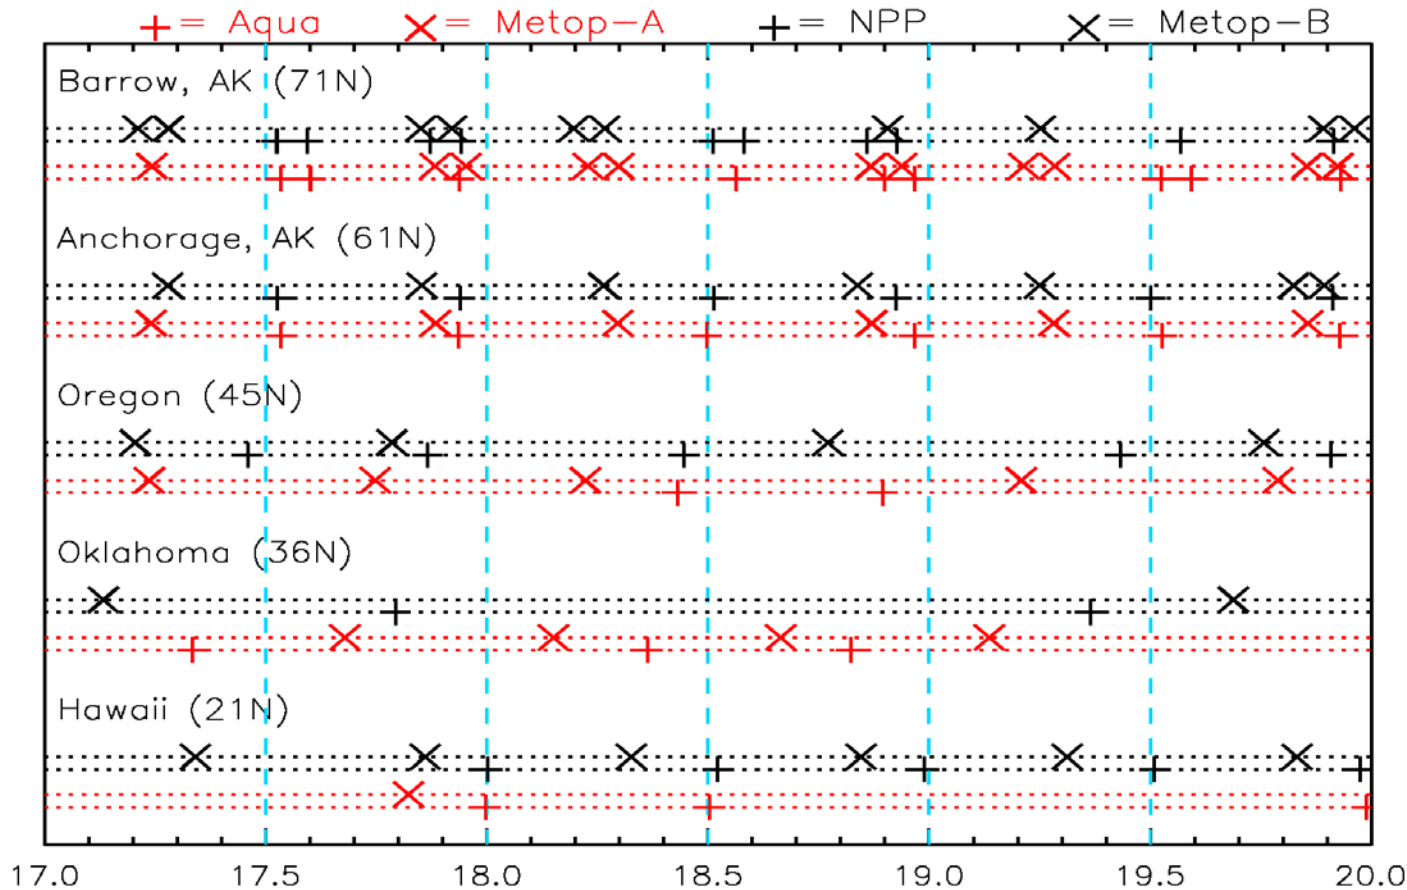 + = Aqua × = Metop-A + = NPP × = Metop-B
Barrow, AK (71N)
Anchorage, AK (61N)
Oregon (45N)
Oklahoma (36N)
Hawaii (21N)
17.0 17.5 18.0 18.5 19.0 19.5 20.0